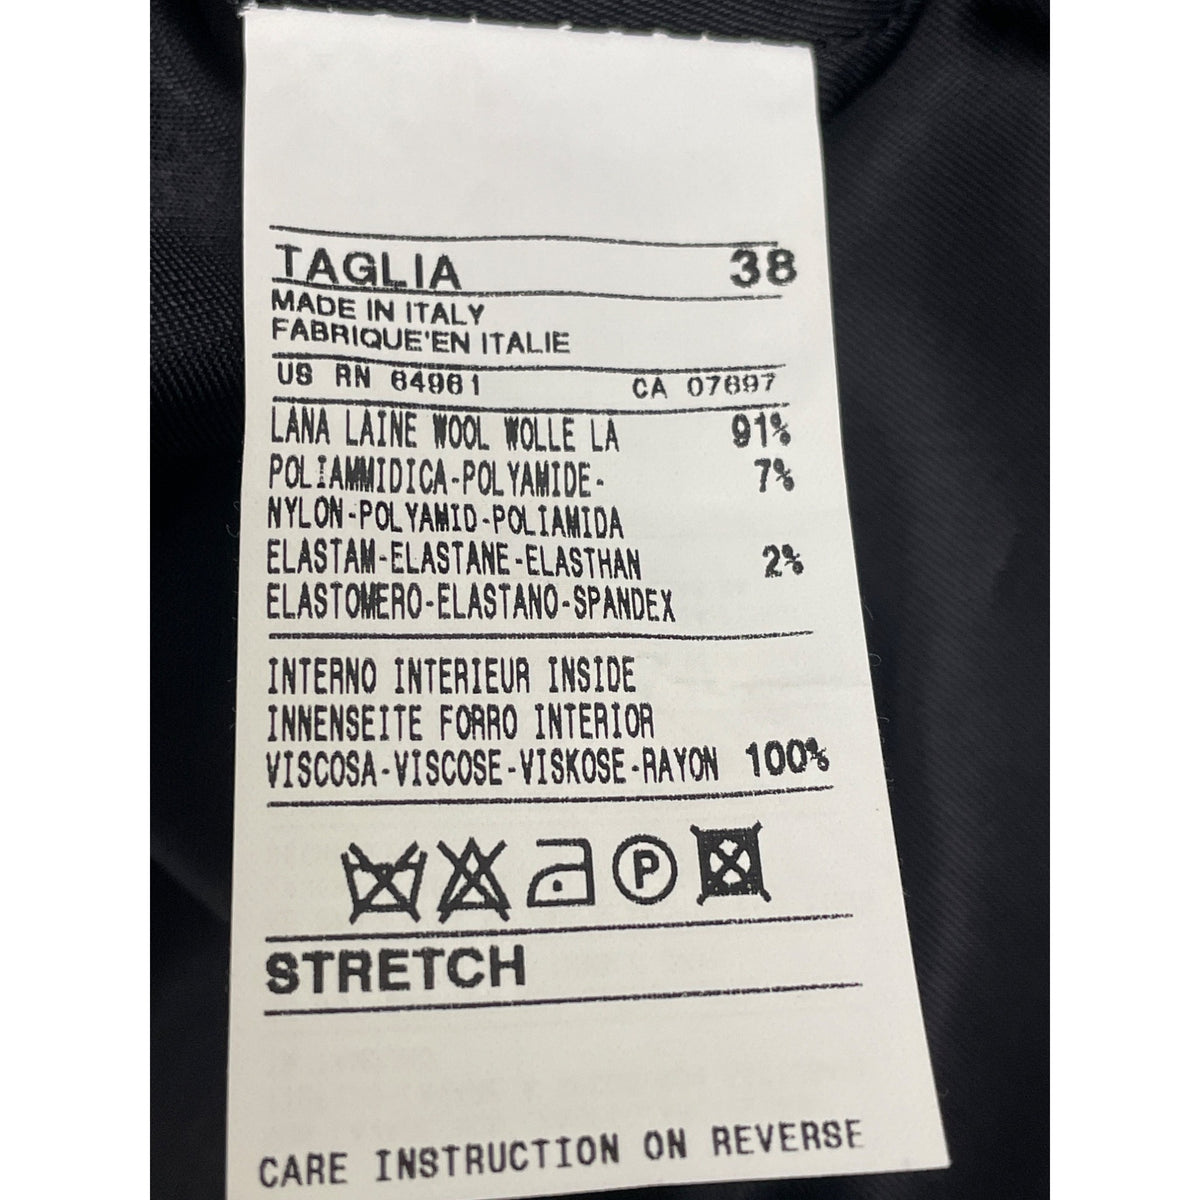 TAGLIA 38
MADE IN ITALY
FABRIQUE'EN ITALIE
US RN 64961 CA 07697
LANA LAINE WOOL WOLLE LA 91%
POLIAMMIDICA-POLYAMIDE- 7%
NYLON-POLYAMID-POLIAMIDA
ELASTAM-ELASTANE-ELASTHAN 2%
ELASTOMERO-ELASTANO-SPANDEX
INTERNO INTERIEUR INSIDE
INNENSEITE FORRO INTERIOR
VISCOSA-VISCOSE-VISKOSE-RAYON 100%
P
STRETCH
CARE INSTRUCTION ON REVERSE